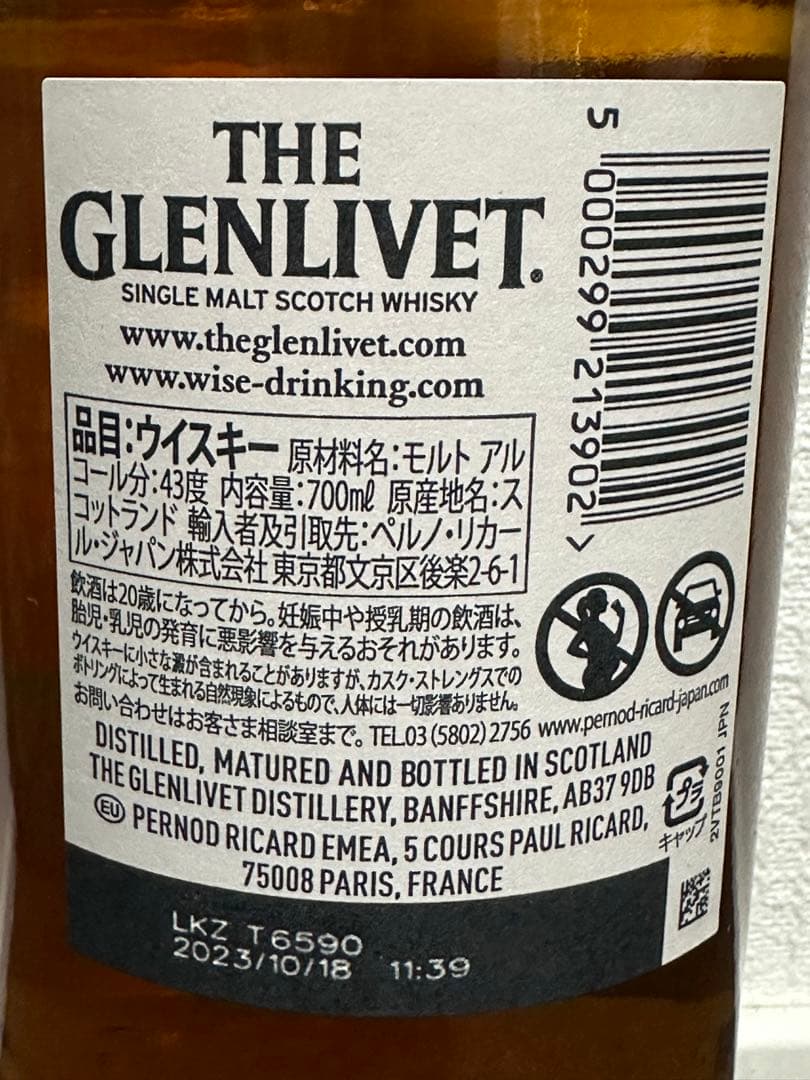 THE
GLENLIVET®
SINGLE MALT SCOTCH WHISKY
www.theglenlivet.com
www.wise-drinking.com
品目:ウイスキー 原材料名:モルト アル
コール分:43度 内容量:700mℓ 原産地名:ス
コットランド 輸入者及引取先:ペルノ・リカー
ル・ジャパン株式会社 東京都文京区後楽2-6-1
飲酒は20歳になってから。妊娠中や授乳期の飲酒は、
胎児・乳児の発育に悪影響を与えるおそれがあります。
ウイスキーに小さな澱が含まれることがありますが、カスク・ストレングスでの
ボトリングによって生まれる自然現象によるもので、人体には一切影響ありません。
お問い合わせはお客さま相談室まで。 TEL.03 (5802) 2756 www.pernod-ricard-japan.com
DISTILLED, MATURED AND BOTTLED IN SCOTLAND
THE GLENLIVET DISTILLERY, BANFFSHIRE, AB37 9DB
EU PERNOD RICARD EMEA, 5 COURS PAUL RICARD,
75008 PARIS, FRANCE
5 000299 213902 >
プラ
キャップ
2VTB9001 JPN
LKZ T6590
2023/10/18 11:39